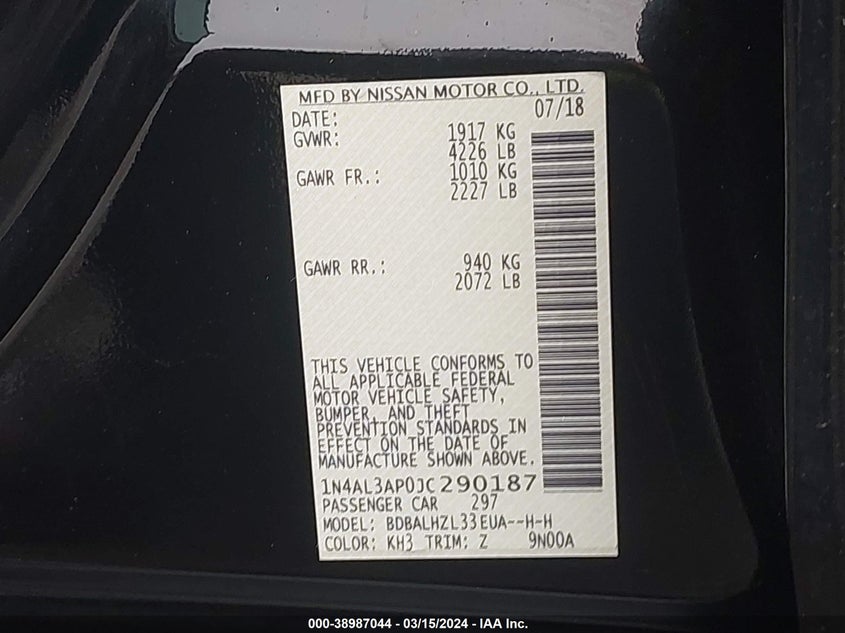 MFD BY NISSAN MOTOR CO., LTD.
DATE: 07/18
GVWR: 1917 KG
4226 LB
GAWR FR.: 1010 KG
2227 LB
GAWR RR.: 940 KG
2072 LB
THIS VEHICLE CONFORMS TO
ALL APPLICABLE FEDERAL
MOTOR VEHICLE SAFETY,
BUMPER, AND THEFT
PREVENTION STANDARDS IN
EFFECT ON THE DATE OF
MANUFACTURE SHOWN ABOVE.
1N4AL3AP0JC290187
PASSENGER CAR 297
MODEL: BDBALHZL33EUA--H-H
COLOR: KH3 TRIM: Z 9N00A
000-38987044 - 03/15/2024 - IAA Inc.